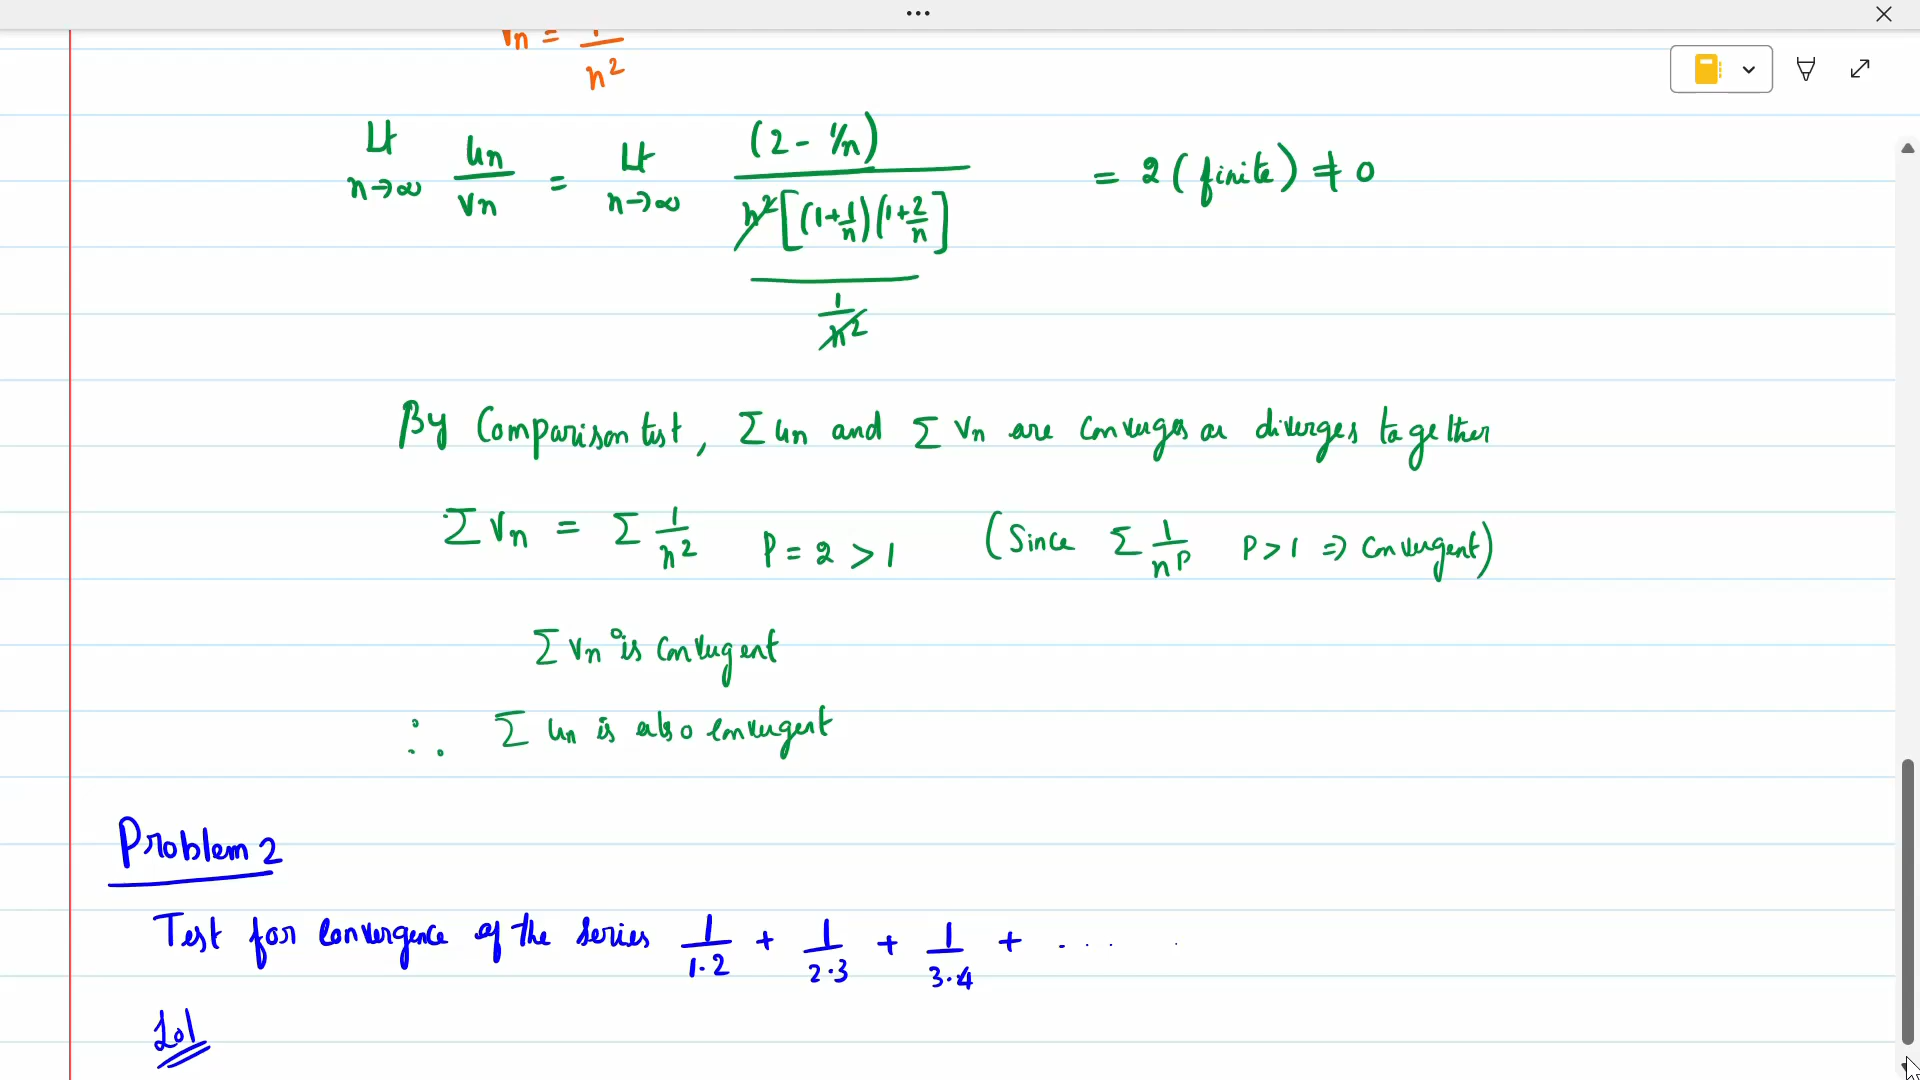 vn = 1/n²
Lt n→∞ un/vn = Lt n→∞ (2 - 1/n) / n²[(1+1/n)(1+2/n] / 1/n² = 2 (finite) ≠ 0
By Comparison test, Σ un and Σ vn are converges or diverges together
Σ vn = Σ 1/n² P = 2 > 1 (Since Σ 1/n^P P > 1 ⇒ Convergent)
Σ vn is convergent
∴ Σ un is also convergent
Problem 2
Test for convergence of the series 1/1.2 + 1/2.3 + 1/3.4 + . . . .
Sol